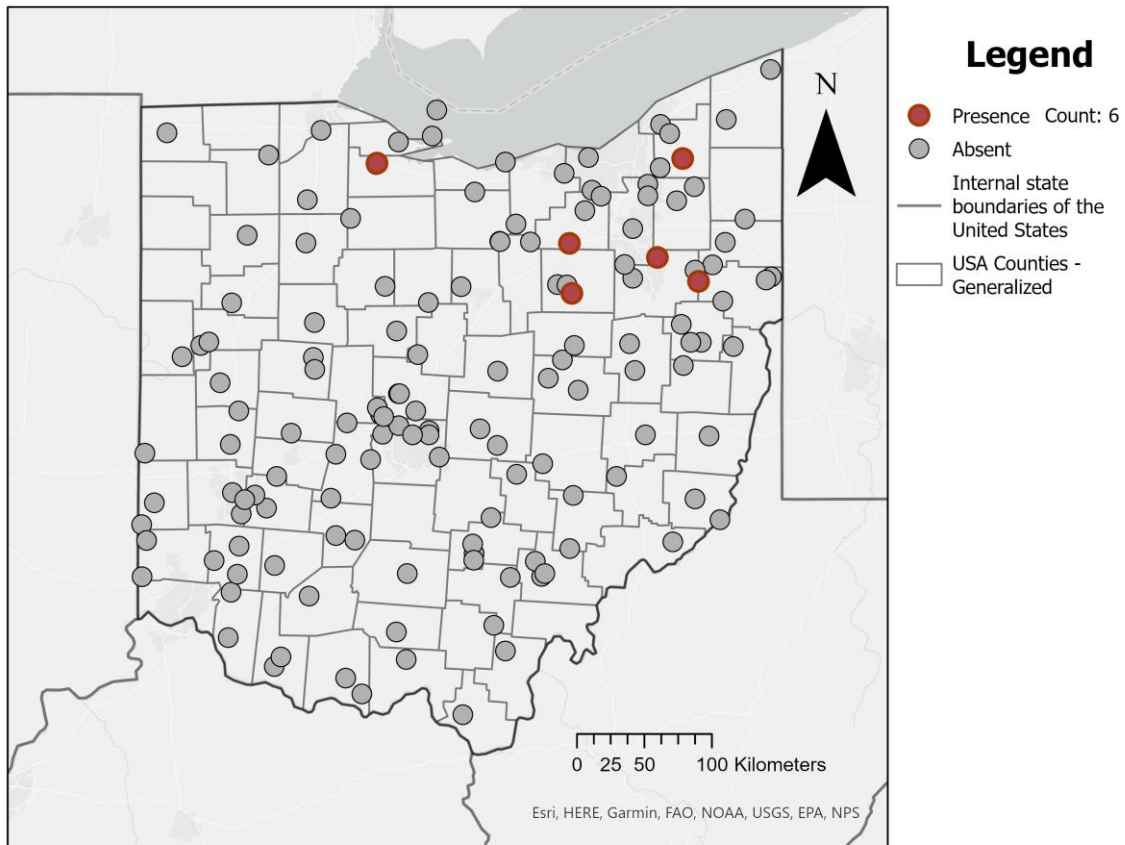 Legend
N
Presence Count: 6
Absent
Internal state
boundaries of the
United States
USA Counties -
Generalized
0 25 50 100 Kilometers
Esri, HERE, Garmin, FAO, NOAA, USGS, EPA, NPS